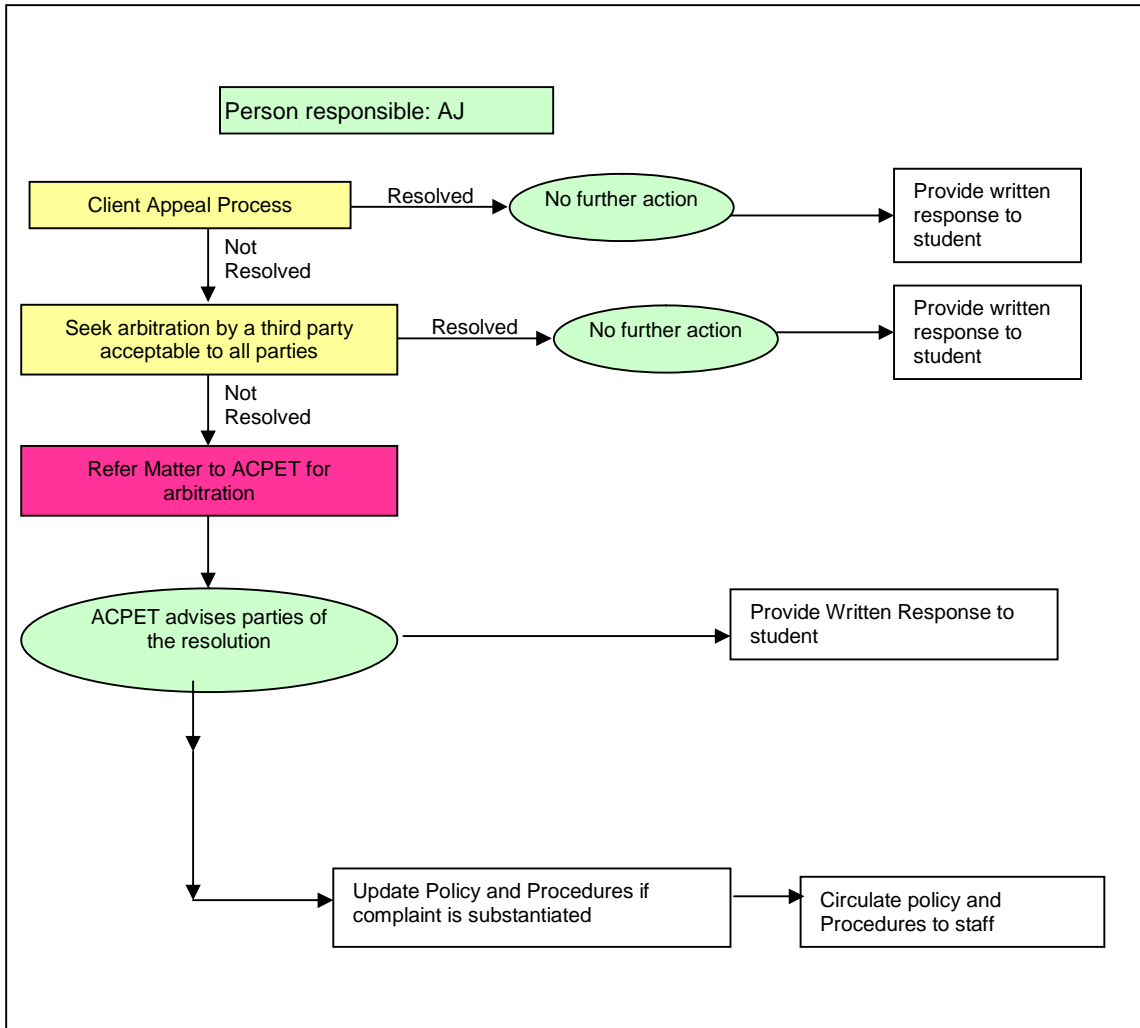 Person responsible: AJ
Client Appeal Process
Resolved
No further action
Provide written
response to
student
Not
Resolved
Seek arbitration by a third party
acceptable to all parties
Resolved
No further action
Provide written
response to
student
Not
Resolved
Refer Matter to ACPET for
arbitration
ACPET advises parties of
the resolution
Provide Written Response to
student
Update Policy and Procedures if
complaint is substantiated
Circulate policy and
Procedures to staff